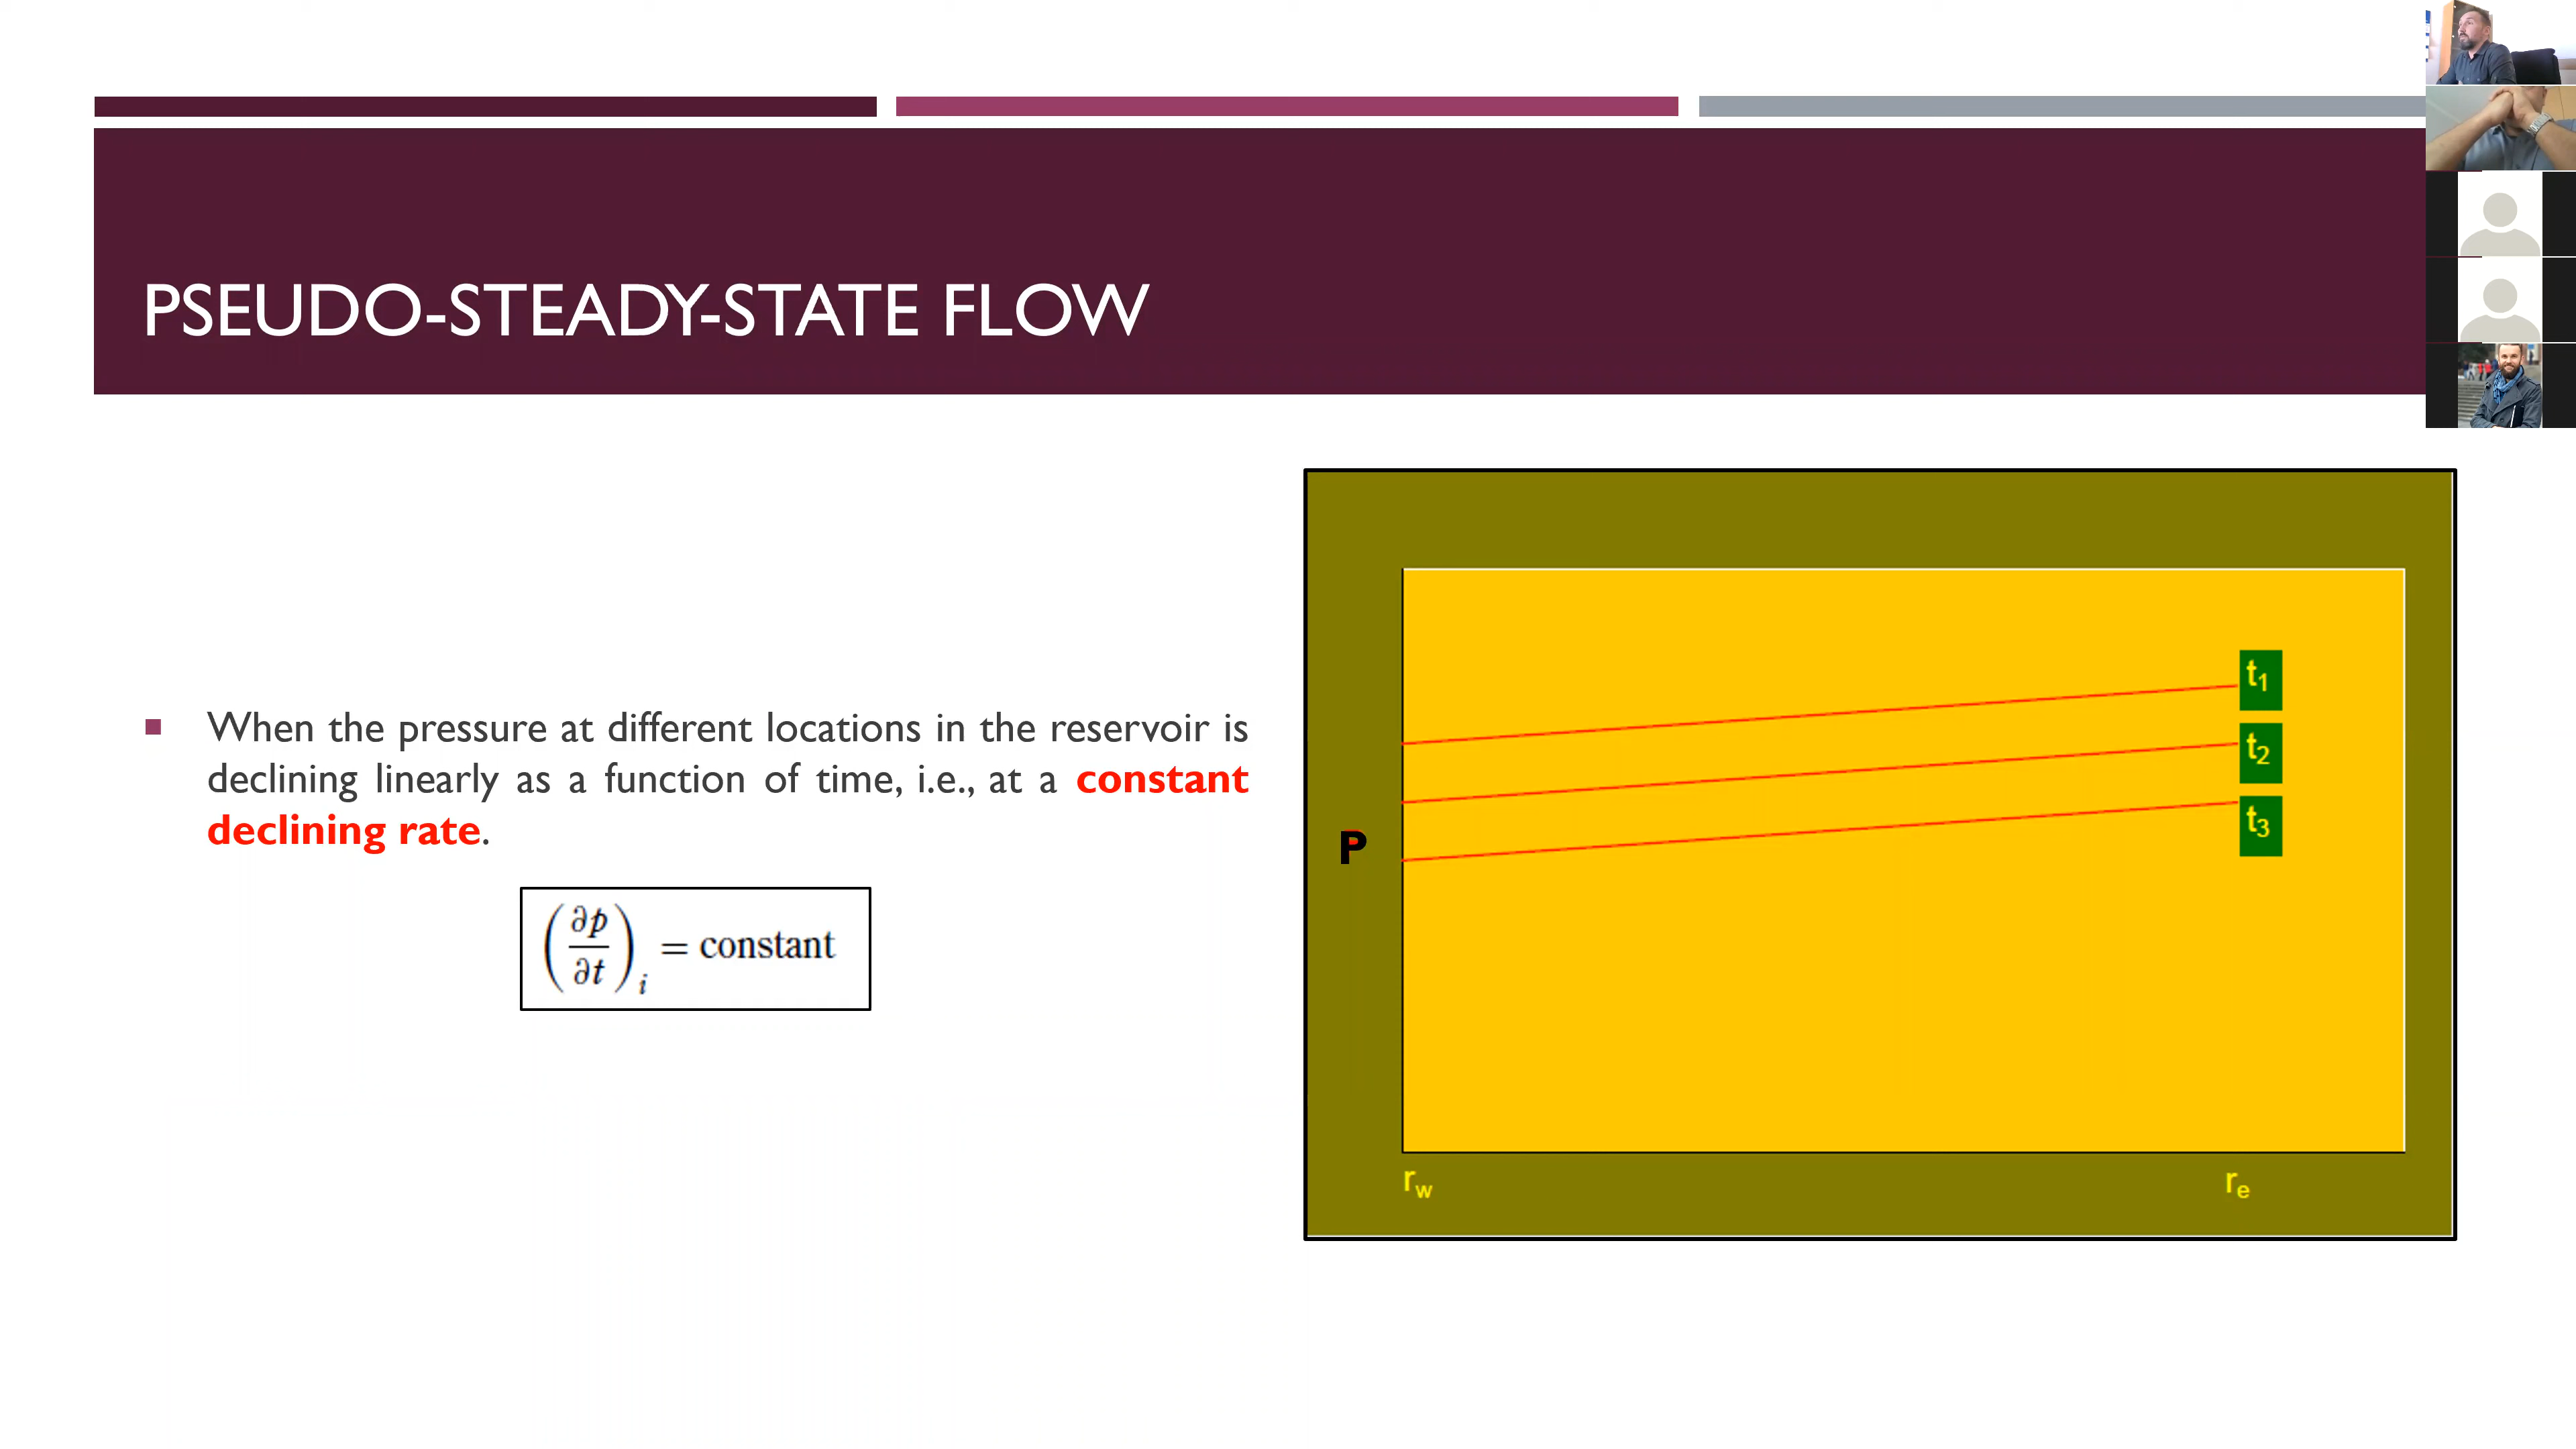 PSEUDO-STEADY-STATE FLOW
When the pressure at different locations in the reservoir is
declining linearly as a function of time, i.e., at a constant
declining rate.
(∂p/∂t)i = constant
t1
t2
t3
P
rw re